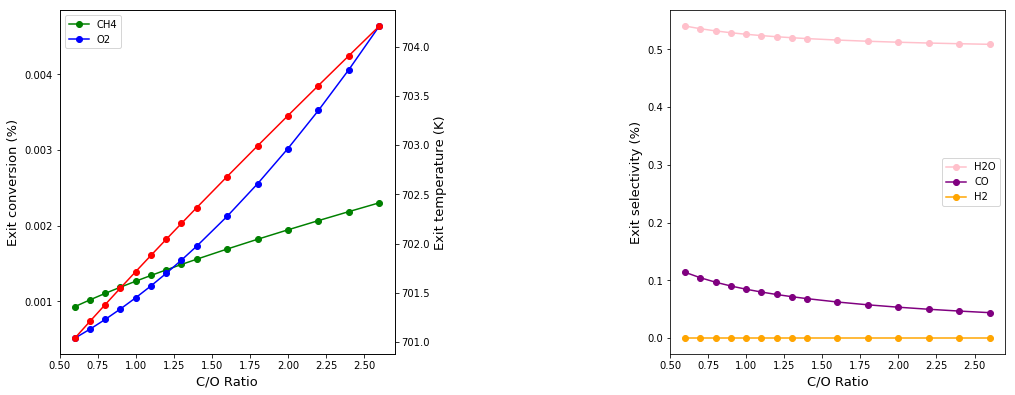 CH4
O2
0.004
0.003
0.002
0.001
Exit conversion (%)
704.0
703.5
703.0
702.5
702.0
701.5
701.0
Exit temperature (K)
0.50 0.75 1.00 1.25 1.50 1.75 2.00 2.25 2.50
C/O Ratio
0.5
0.4
0.3
0.2
0.1
0.0
Exit selectivity (%)
H2O
CO
H2
0.50 0.75 1.00 1.25 1.50 1.75 2.00 2.25 2.50
C/O Ratio